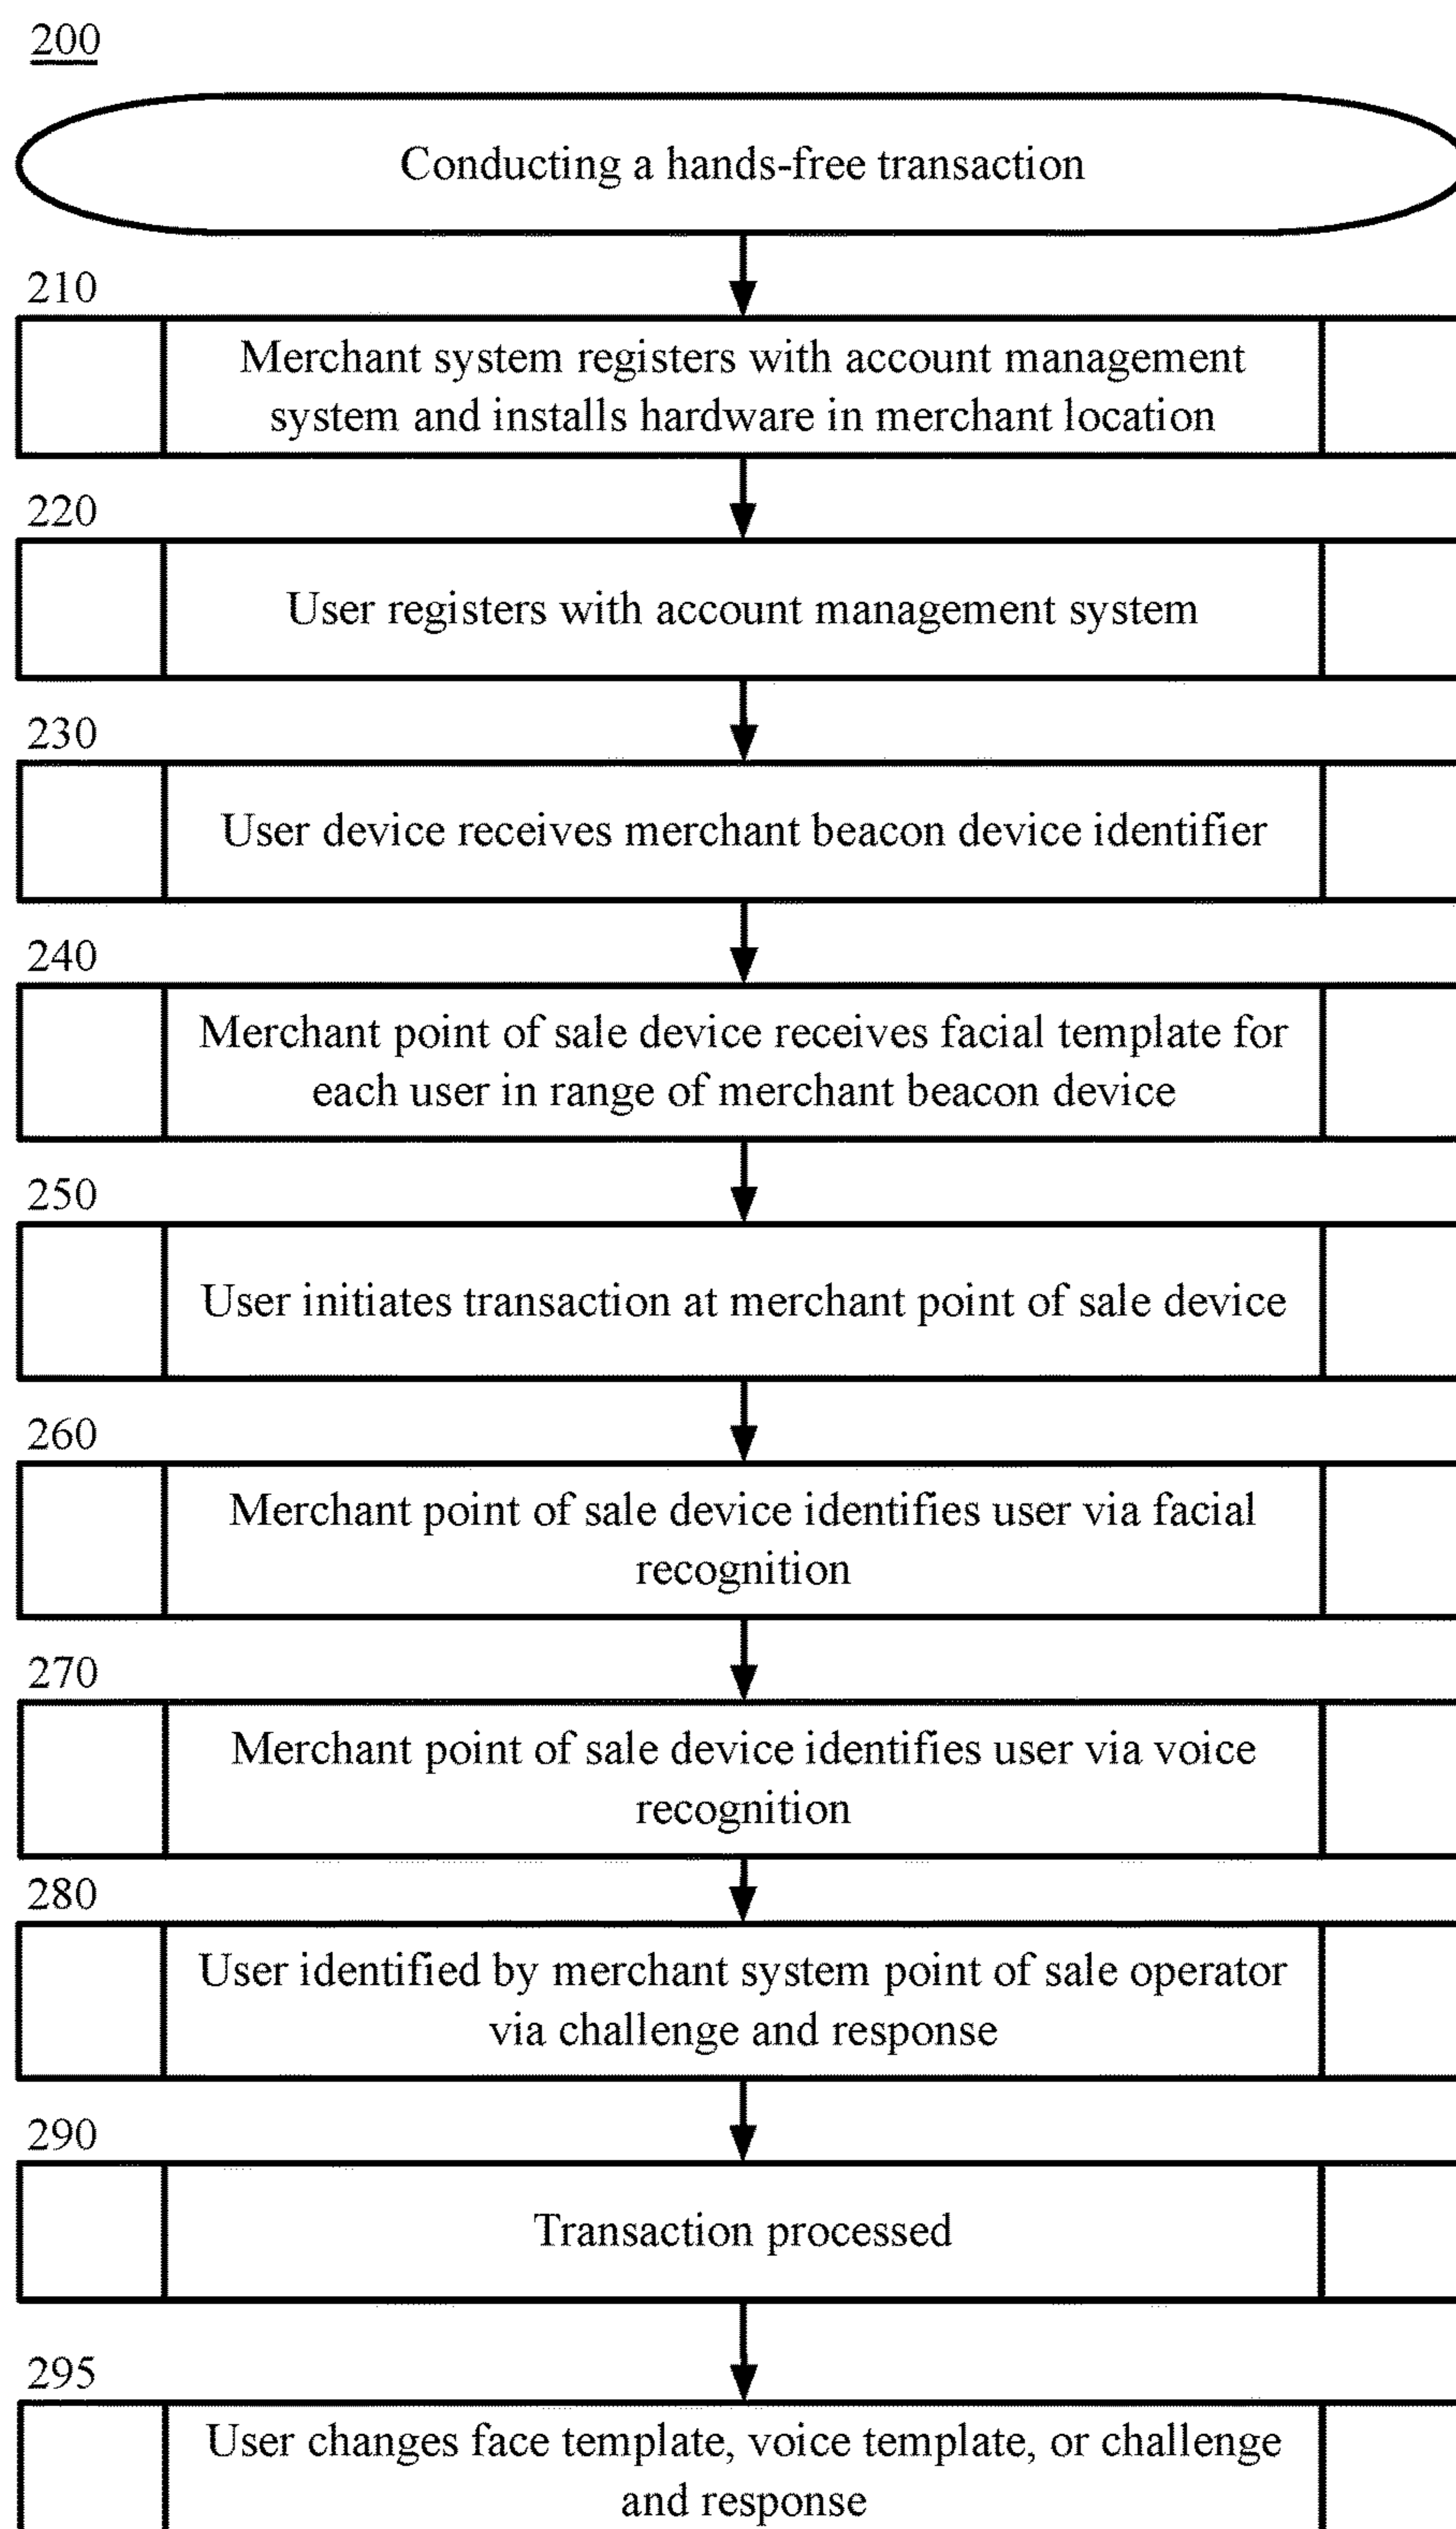 200
Conducting a hands-free transaction
210
Merchant system registers with account management
system and installs hardware in merchant location
220
User registers with account management system
230
User device receives merchant beacon device identifier
240
Merchant point of sale device receives facial template for
each user in range of merchant beacon device
250
User initiates transaction at merchant point of sale device
260
Merchant point of sale device identifies user via facial
recognition
270
Merchant point of sale device identifies user via voice
recognition
280
User identified by merchant system point of sale operator
via challenge and response
290
Transaction processed
295
User changes face template, voice template, or challenge
and response